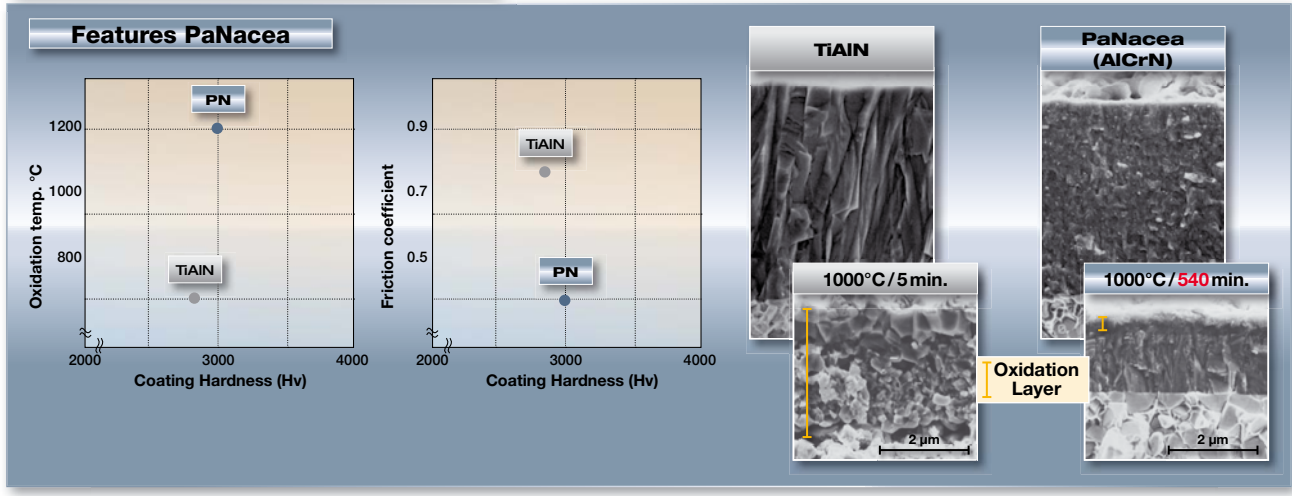 Features PaNacea
Oxidation temp. °C
1200
1000
800
PN
TiAlN
2000
3000
4000
Coating Hardness (Hv)
Friction coefficient
0.9
0.7
0.5
TiAlN
PN
2000
3000
4000
Coating Hardness (Hv)
TiAlN
1000°C/5 min.
2 µm
Oxidation
Layer
PaNacea
(AlCrN)
1000°C/540 min.
2 µm